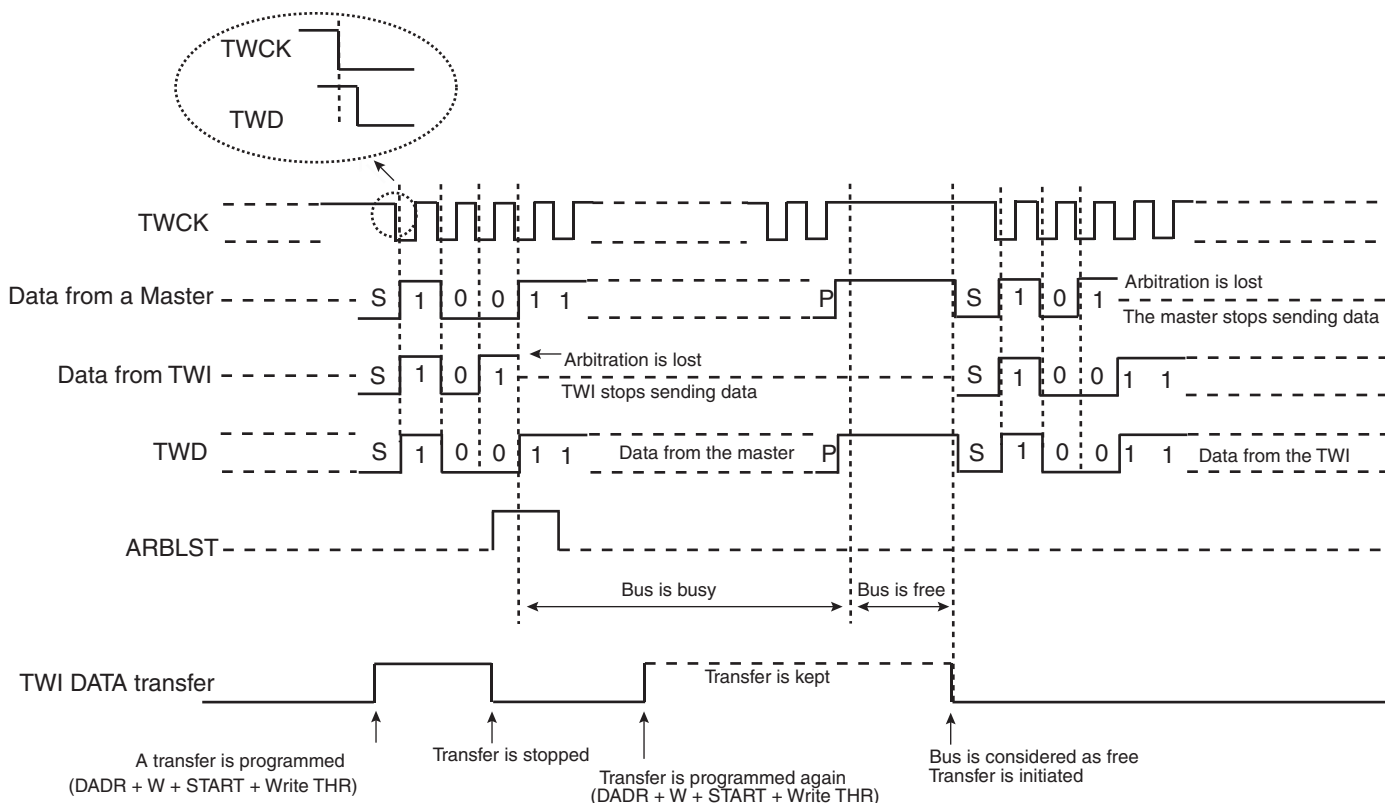 TWCK
TWD
TWCK
Data from a Master S 1 0 0 1 1 P S 1 0 1 Arbitration is lost
The master stops sending data
Data from TWI S 1 0 1 Arbitration is lost S 1 0 0 1 1
TWI stops sending data
TWD S 1 0 0 1 1 Data from the master P S 1 0 0 1 1 Data from the TWI
ARBLST
Bus is busy Bus is free
TWI DATA transfer Transfer is kept
A transfer is programmed
(DADR + W + START + Write THR)
Transfer is stopped
Transfer is programmed again
(DADR + W + START + Write THR)
Bus is considered as free
Transfer is initiated